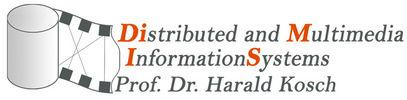 Distributed and Multimedia
InformationSystems
Prof. Dr. Harald Kosch